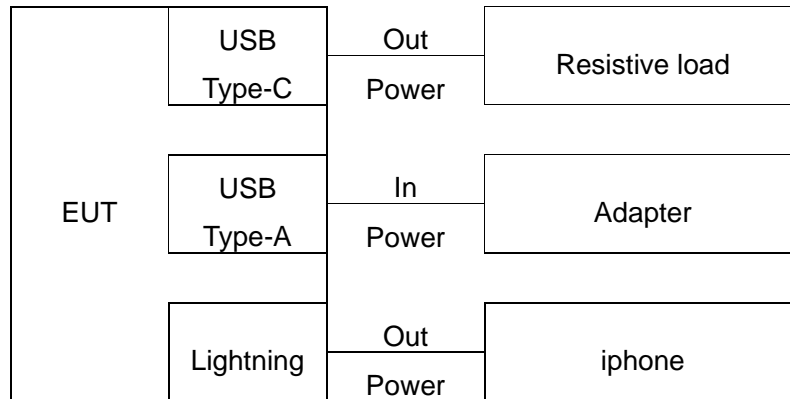 USB
Type-C
Out
Power
Resistive load
EUT
USB
Type-A
In
Power
Adapter
Lightning
Out
Power
iphone